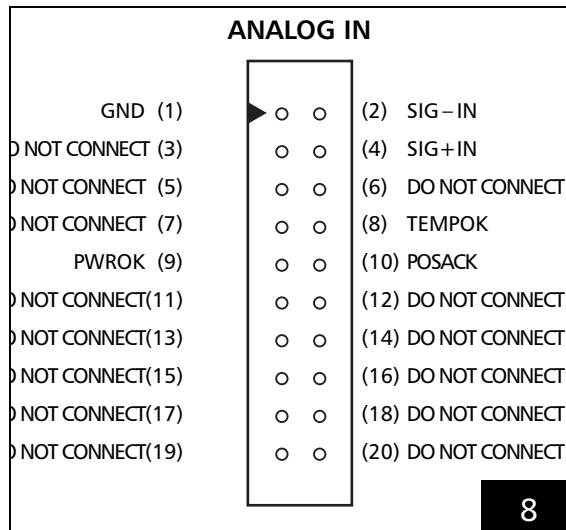 ANALOG IN
GND (1) (2) SIG–IN
O NOT CONNECT (3) (4) SIG+IN
O NOT CONNECT (5) (6) DO NOT CONNECT
O NOT CONNECT (7) (8) TEMPOK
PWROK (9) (10) POSACK
O NOT CONNECT(11) (12) DO NOT CONNECT
O NOT CONNECT(13) (14) DO NOT CONNECT
O NOT CONNECT(15) (16) DO NOT CONNECT
O NOT CONNECT(17) (18) DO NOT CONNECT
O NOT CONNECT(19) (20) DO NOT CONNECT
8